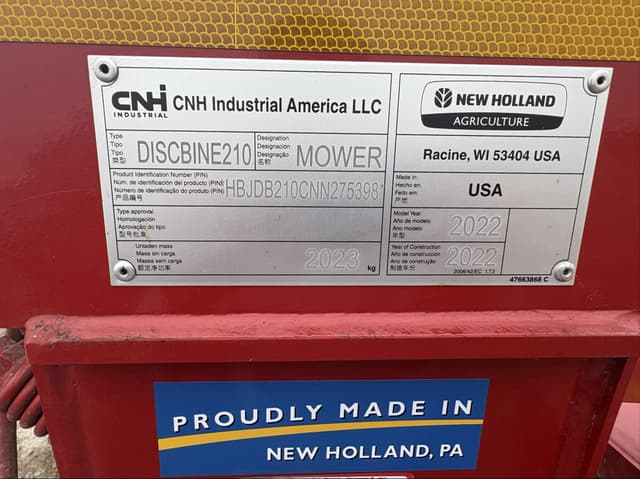 CNH INDUSTRIAL CNH Industrial America LLC
Type
Tipo
Tipo
类型
DISCBINE210
Designation
Designación
Designação
名称
MOWER
Product Identification Number (PIN)
Núm. de identificación del producto (PIN)
Número de identificação do produto (PIN)
产品编号
HBJDB210CNN275398*
Type approval
Homologación
Aprovação do tipo
型号批准
Unladen mass
Masa sin carga
Massa sem carga
额定净功率
2023 kg
NEW HOLLAND
AGRICULTURE
Racine, WI 53404 USA
Made in:
Hecho en:
Feito em:
产地
USA
Model Year
Año de modelo
Ano de modelo
年型
2022
Year of Construction
Año de construcción
Ano de construção
制造年份
2022
2006/42/EC 1.7.3
47663868 C
PROUDLY MADE IN
NEW HOLLAND, PA